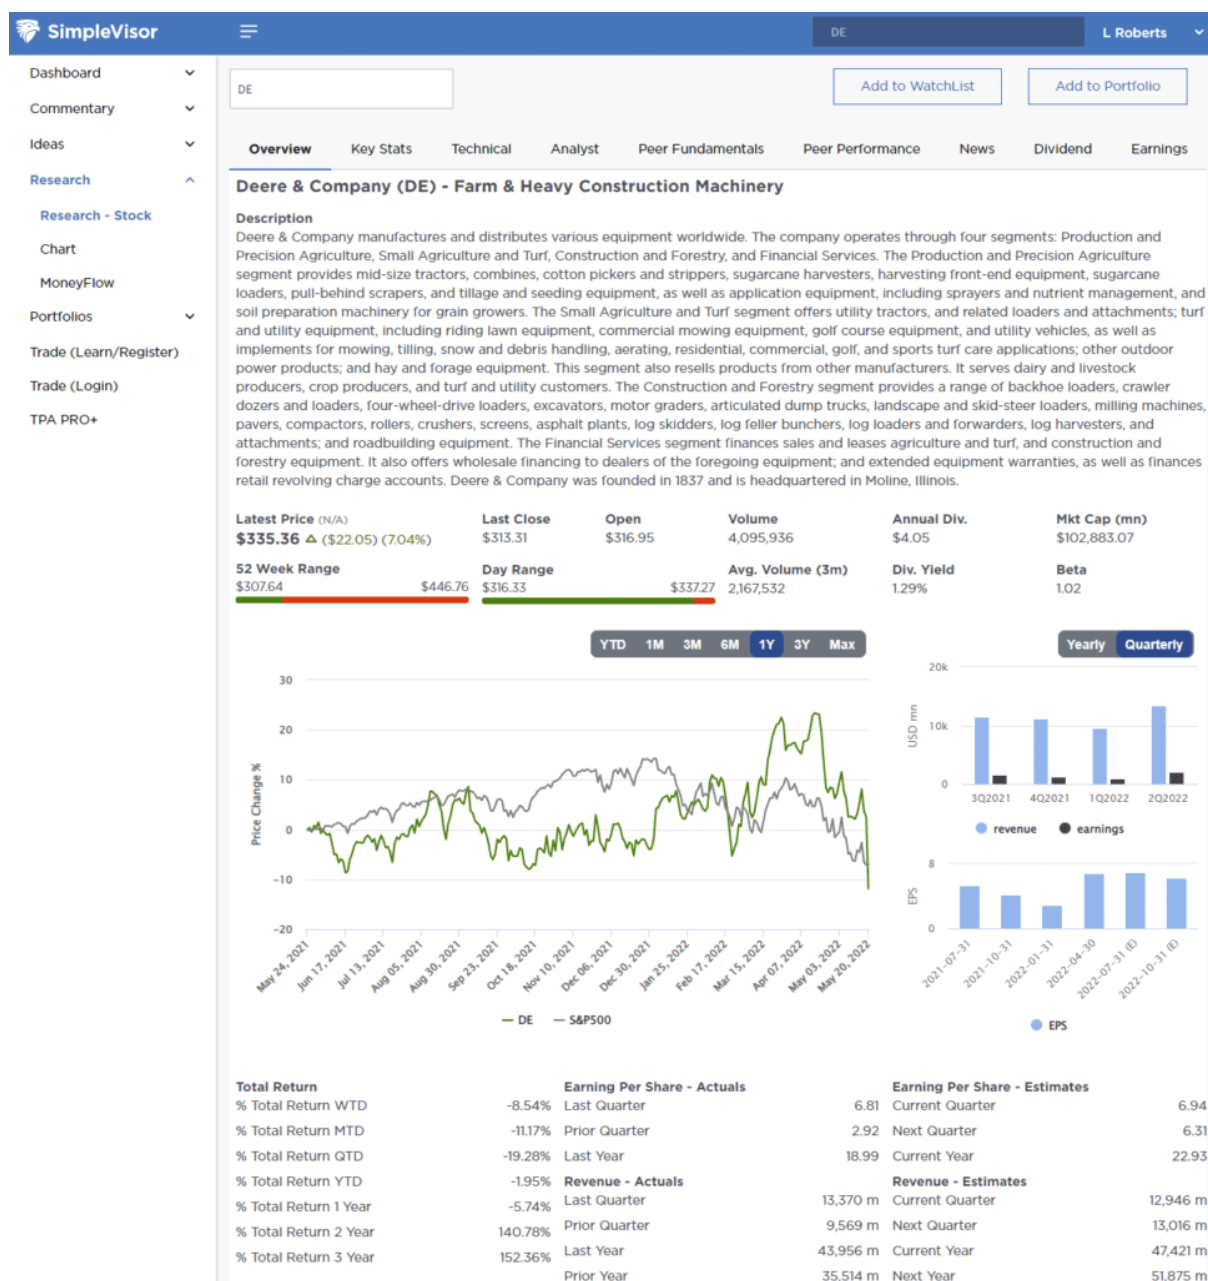 SimpleVisor
DE
L Roberts
Dashboard
Commentary
Ideas
Research
Research - Stock
Chart
MoneyFlow
Portfolios
Trade (Learn/Register)
Trade (Login)
TPA PRO+
DE
Add to WatchList
Add to Portfolio
Overview Key Stats Technical Analyst Peer Fundamentals Peer Performance News Dividend Earnings
Deere & Company (DE) - Farm & Heavy Construction Machinery
Description
Deere & Company manufactures and distributes various equipment worldwide. The company operates through four segments: Production and
Precision Agriculture, Small Agriculture and Turf, Construction and Forestry, and Financial Services. The Production and Precision Agriculture
segment provides mid-size tractors, combines, cotton pickers and strippers, sugarcane harvesters, harvesting front-end equipment, sugarcane
loaders, pull-behind scrapers, and tillage and seeding equipment, as well as application equipment, including sprayers and nutrient management, and
soil preparation machinery for grain growers. The Small Agriculture and Turf segment offers utility tractors, and related loaders and attachments; turf
and utility equipment, including riding lawn equipment, commercial mowing equipment, golf course equipment, and utility vehicles, as well as
implements for mowing, tilling, snow and debris handling, aerating, residential, commercial, golf, and sports turf care applications; other outdoor
power products; and hay and forage equipment. This segment also resells products from other manufacturers. It serves dairy and livestock
producers, crop producers, and turf and utility customers. The Construction and Forestry segment provides a range of backhoe loaders, crawler
dozers and loaders, four-wheel-drive loaders, excavators, motor graders, articulated dump trucks, landscape and skid-steer loaders, milling machines,
pavers, compactors, rollers, crushers, screens, asphalt plants, log skidders, log feller bunchers, log loaders and forwarders, log harvesters, and
attachments; and roadbuilding equipment. The Financial Services segment finances sales and leases agriculture and turf, and construction and
forestry equipment. It also offers wholesale financing to dealers of the foregoing equipment; and extended equipment warranties, as well as finances
retail revolving charge accounts. Deere & Company was founded in 1837 and is headquartered in Moline, Illinois.
Latest Price (N/A) Last Close Open Volume Annual Div. Mkt Cap (mn)
$335.36 ($22.05) (7.04%) $313.31 $316.95 4,095,936 $4.05 $102,883.07
52 Week Range Day Range Avg. Volume (3m) Div. Yield Beta
$307.64 $446.76 $316.33 $337.27 2,167,532 1.29% 1.02
YTD 1M 3M 6M 1Y 3Y Max
Price Change %
30
20
10
0
-10
-20
May 24, 2021
Jun 17, 2021
Jul 13, 2021
Aug 05, 2021
Aug 30, 2021
Sep 23, 2021
Oct 18, 2021
Nov 10, 2021
Dec 06, 2021
Dec 30, 2021
Jan 25, 2022
Feb 17, 2022
Mar 15, 2022
Apr 07, 2022
May 03, 2022
May 20, 2022
DE S&P500
Yearly Quarterly
USD mn
20k
10k
0
3Q2021 4Q2021 1Q2022 2Q2022
revenue earnings
EPS
8
0
2021-07-31
2021-10-31
2022-01-31
2022-04-30
2022-07-31 (E)
2022-10-31 (E)
EPS
Total Return
% Total Return WTD -8.54%
% Total Return MTD -11.17%
% Total Return QTD -19.28%
% Total Return YTD -1.95%
% Total Return 1 Year -5.74%
% Total Return 2 Year 140.78%
% Total Return 3 Year 152.36%
Earning Per Share - Actuals
Last Quarter 6.81
Prior Quarter 2.92
Last Year 18.99
Revenue - Actuals
Last Quarter 13,370 m
Prior Quarter 9,569 m
Last Year 43,956 m
Prior Year 35,514 m
Earning Per Share - Estimates
Current Quarter 6.94
Next Quarter 6.31
Current Year 22.93
Revenue - Estimates
Current Quarter 12,946 m
Next Quarter 13,016 m
Current Year 47,421 m
Next Year 51,875 m